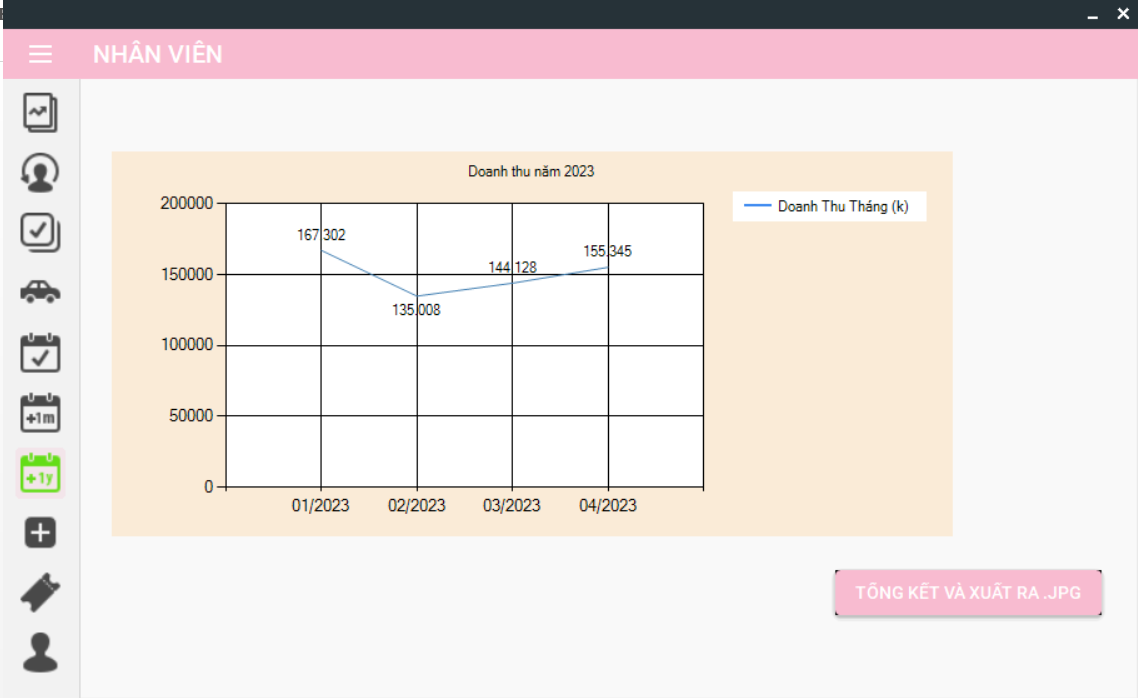 NHÂN VIÊN
Doanh thu năm 2023
Doanh Thu Tháng (k)
200000
150000
100000
50000
0
167.302
135.008
144.128
155.345
01/2023 02/2023 03/2023 04/2023
+1m
+1y
TỔNG KẾT VÀ XUẤT RA .JPG